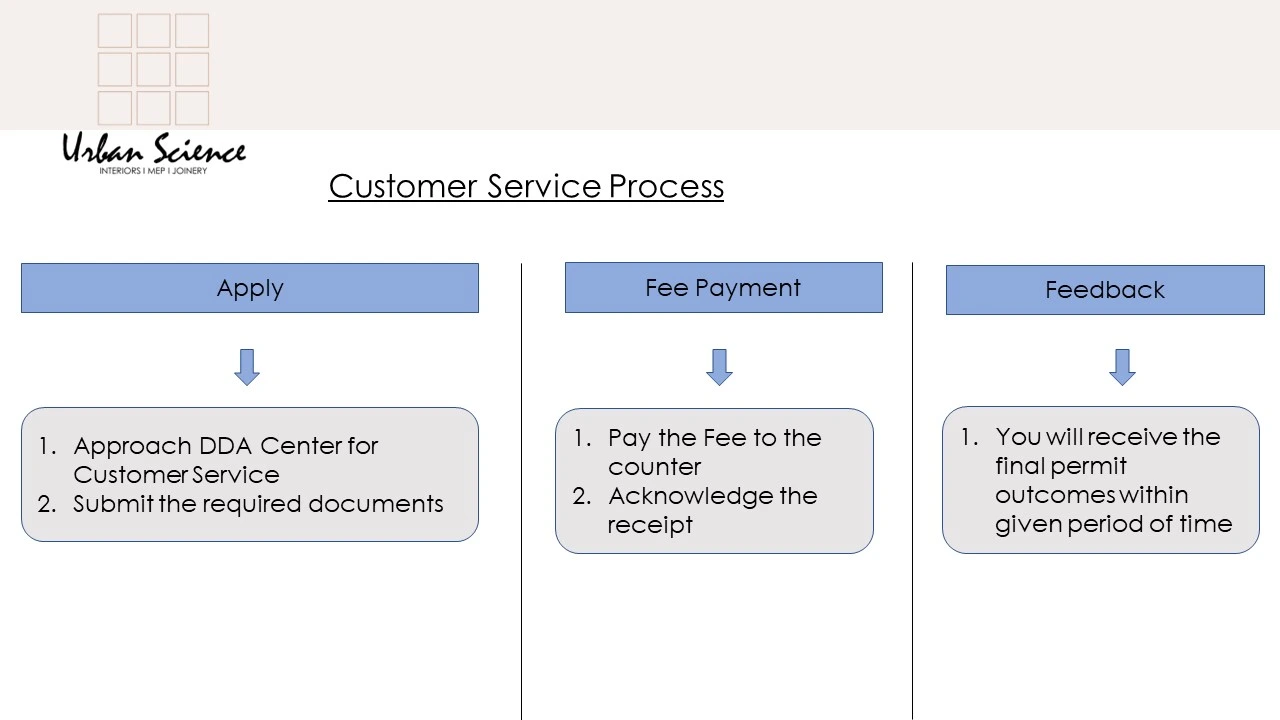 Urban Science
INTERIORS I MEP I JOINERY
Customer Service Process
Apply
1. Approach DDA Center for
Customer Service
2. Submit the required documents
Fee Payment
1. Pay the Fee to the
counter
2. Acknowledge the
receipt
Feedback
1. You will receive the
final permit
outcomes within
given period of time